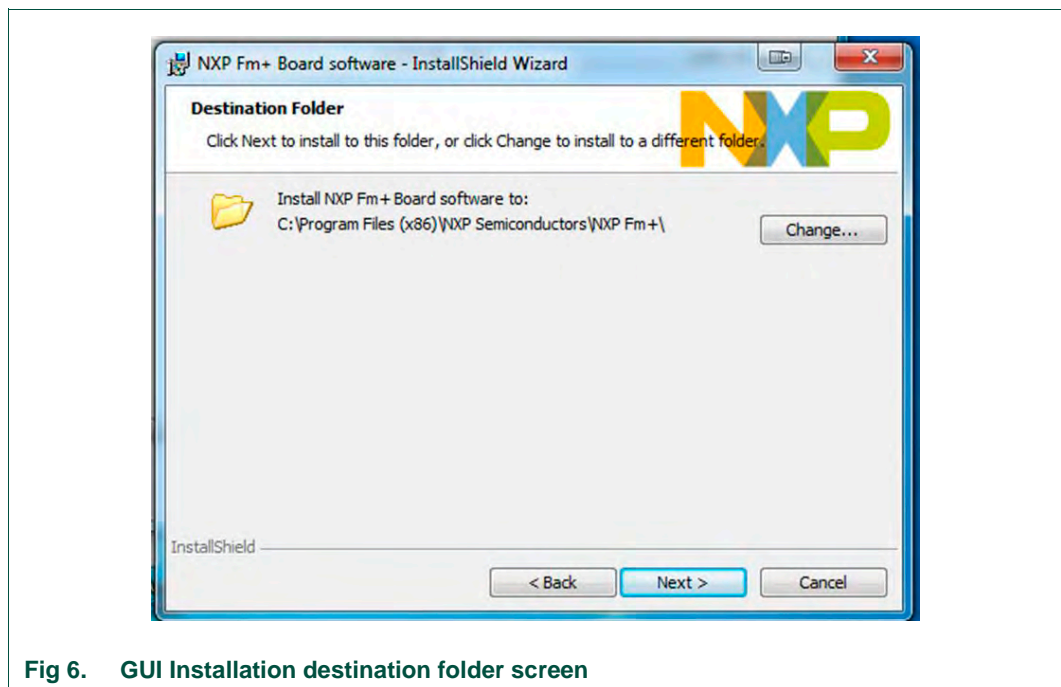 NXP Fm+ Board software - InstallShield Wizard
Destination Folder
Click Next to install to this folder, or click Change to install to a different folder.
NXP
Install NXP Fm+ Board software to:
C:\Program Files (x86)\NXP Semiconductors\NXP Fm+\
Change...
InstallShield
< Back
Next >
Cancel
Fig 6. GUI Installation destination folder screen